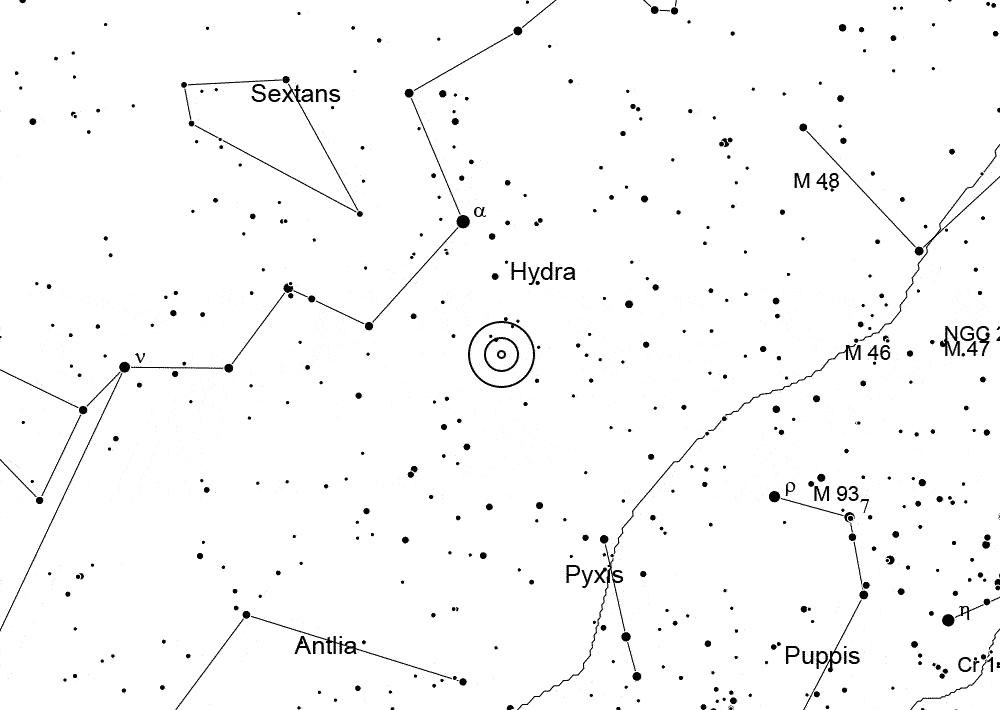 Sextans
M 48
α
Hydra
NGC 2
M 46
M 47
ν
ρ
M 93
7
Pyxis
η
Antlia
Puppis
Cr 1